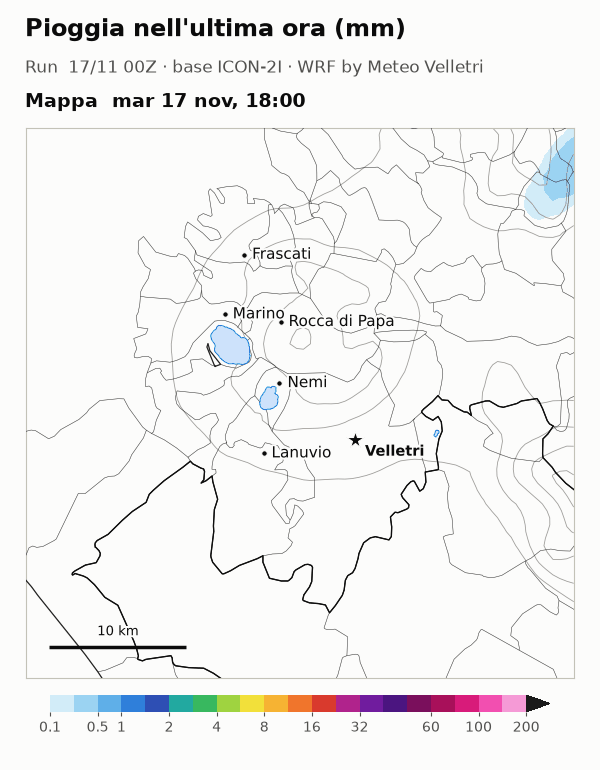 Pioggia nell'ultima ora (mm)
Run  17/11 00Z · base ICON-2I · WRF by Meteo Velletri
Mappa  mar 17 nov, 18:00
Frascati
Marino
Rocca di Papa
Nemi
Velletri
Lanuvio
10 km
0.1 0.5 1 2 4 8 16 32 60 100 200